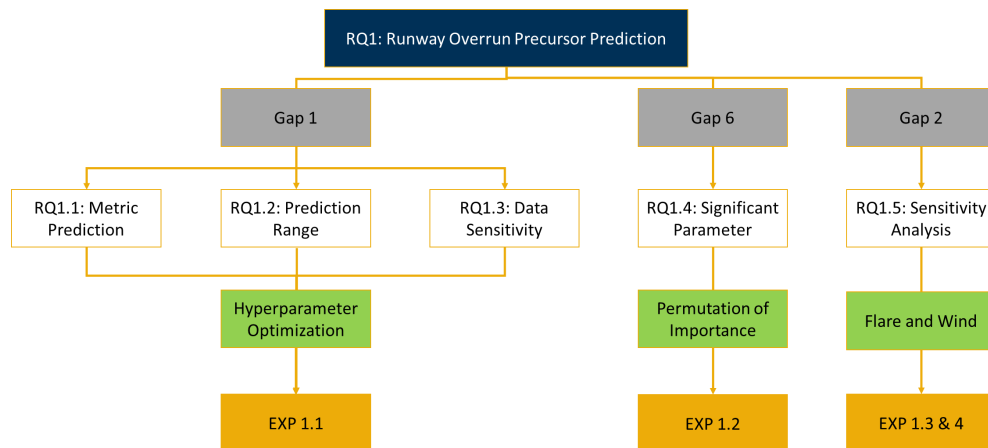 RQ1: Runway Overrun Precursor Prediction
Gap 1
Gap 6
Gap 2
RQ1.1: Metric
Prediction
RQ1.2: Prediction
Range
RQ1.3: Data
Sensitivity
RQ1.4: Significant
Parameter
RQ1.5: Sensitivity
Analysis
Hyperparameter
Optimization
Permutation of
Importance
Flare and Wind
EXP 1.1
EXP 1.2
EXP 1.3 & 4